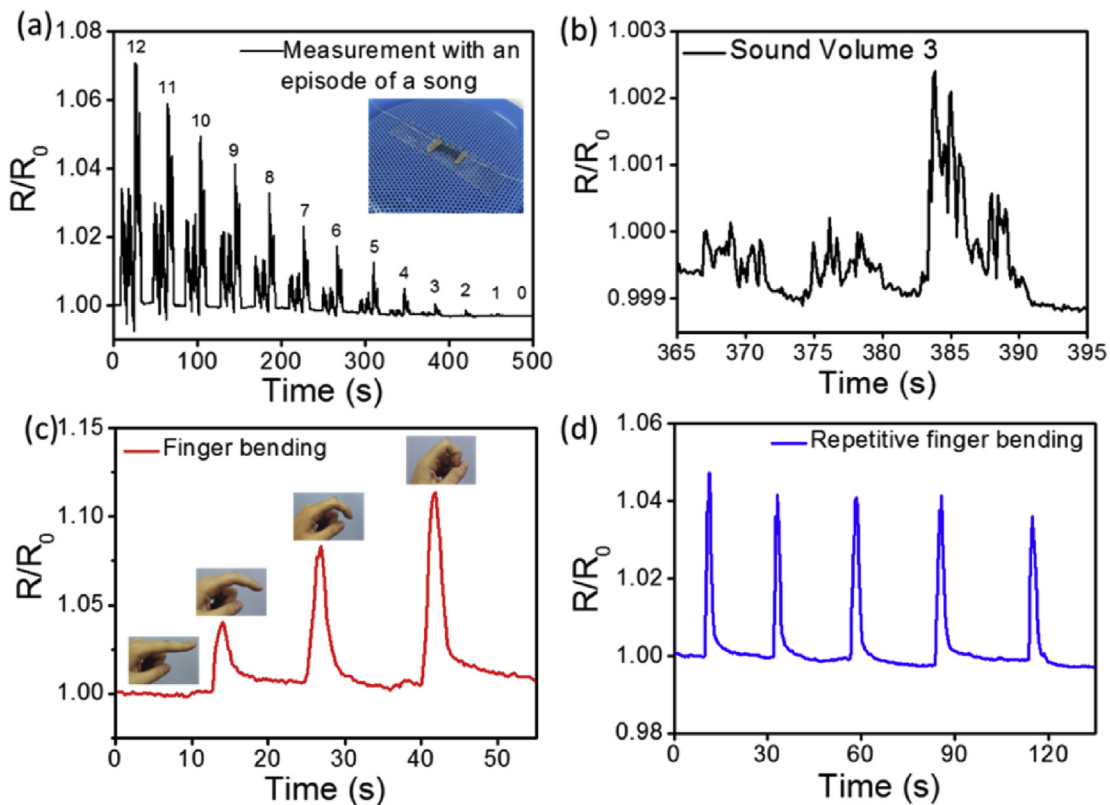 (a)
1.08
1.06
1.04
1.02
1.00
R/R0
12
11
10
9
8
7
6
5
4
3
2
1
0
Measurement with an
episode of a song
0 100 200 300 400 500
Time (s)
(b)
1.003
1.002
1.001
1.000
0.999
R/R0
Sound Volume 3
365 370 375 380 385 390 395
Time (s)
(c)
1.15
1.10
1.05
1.00
R/R0
Finger bending
0 10 20 30 40 50
Time (s)
(d)
1.06
1.04
1.02
1.00
0.98
R/R0
Repetitive finger bending
0 30 60 90 120
Time (s)